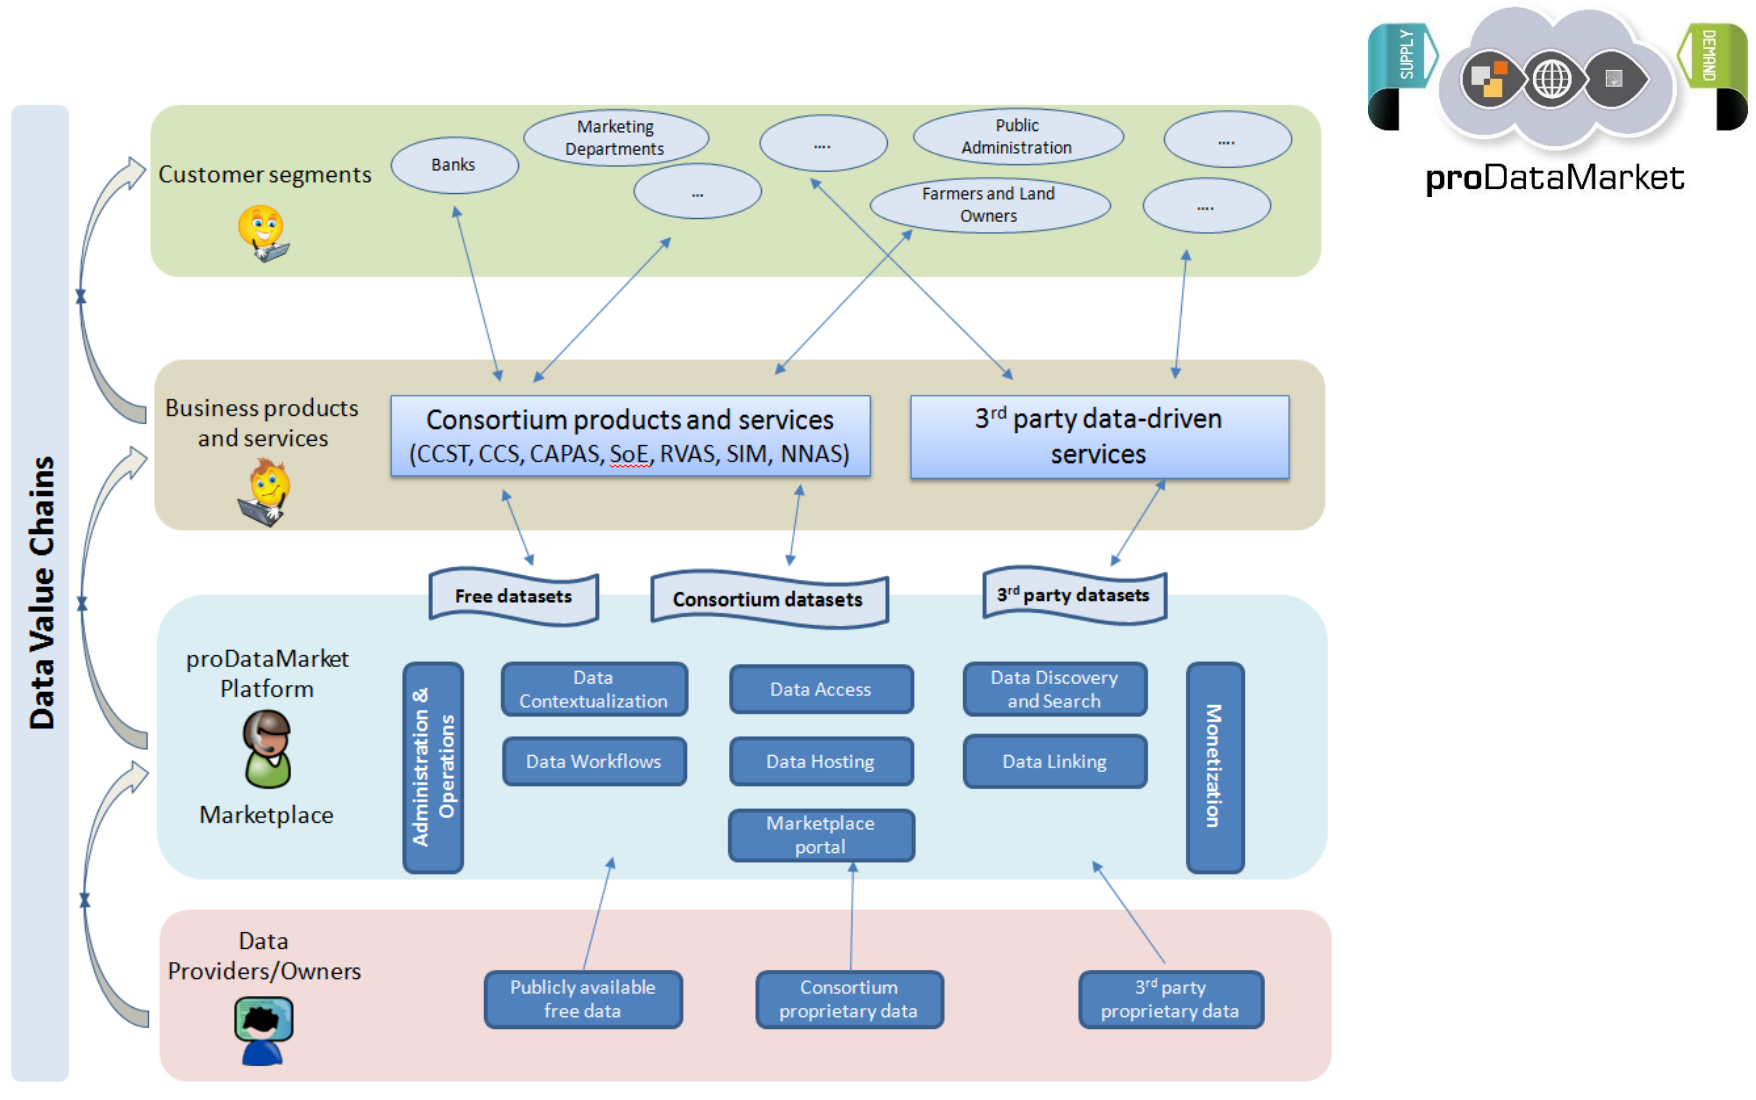 SUPPLY
DEMAND
proDataMarket
Data Value Chains
Customer segments
Banks
Marketing
Departments
...
....
Public
Administration
Farmers and Land
Owners
....
....
Business products
and services
Consortium products and services
(CCST, CCS, CAPAS, SoE, RVAS, SIM, NNAS)
3rd party data-driven
services
Free datasets
Consortium datasets
3rd party datasets
proDataMarket
Platform
Marketplace
Administration &
Operations
Data
Contextualization
Data Access
Data Discovery
and Search
Data Workflows
Data Hosting
Data Linking
Marketplace
portal
Monetization
Data
Providers/Owners
Publicly available
free data
Consortium
proprietary data
3rd party
proprietary data